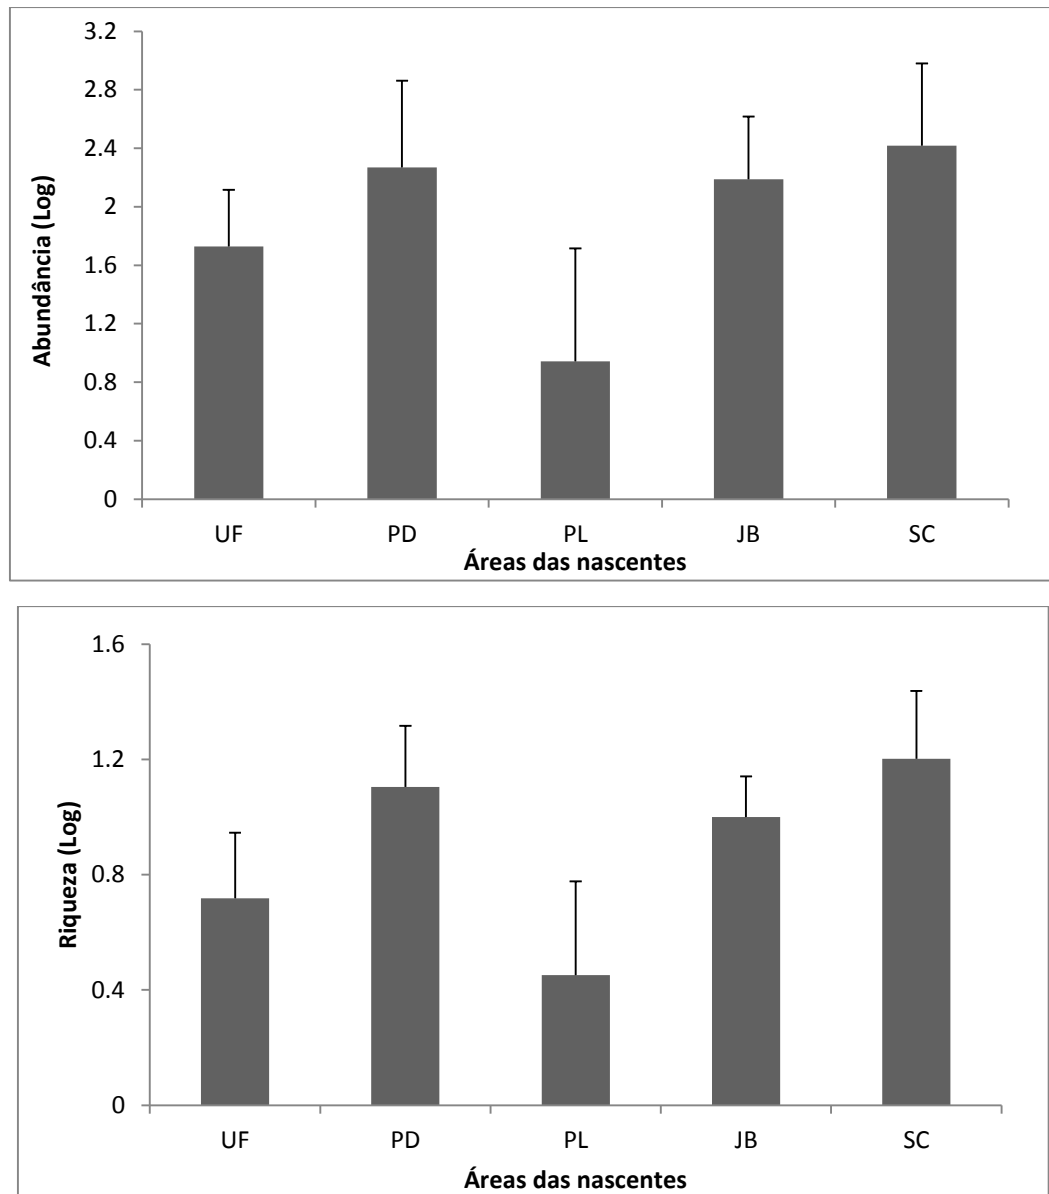 3.2
2.8
2.4
2
1.6
1.2
0.8
0.4
0
Abundância (Log)
UF PD PL JB SC
Áreas das nascentes
1.6
1.2
0.8
0.4
0
Riqueza (Log)
UF PD PL JB SC
Áreas das nascentes